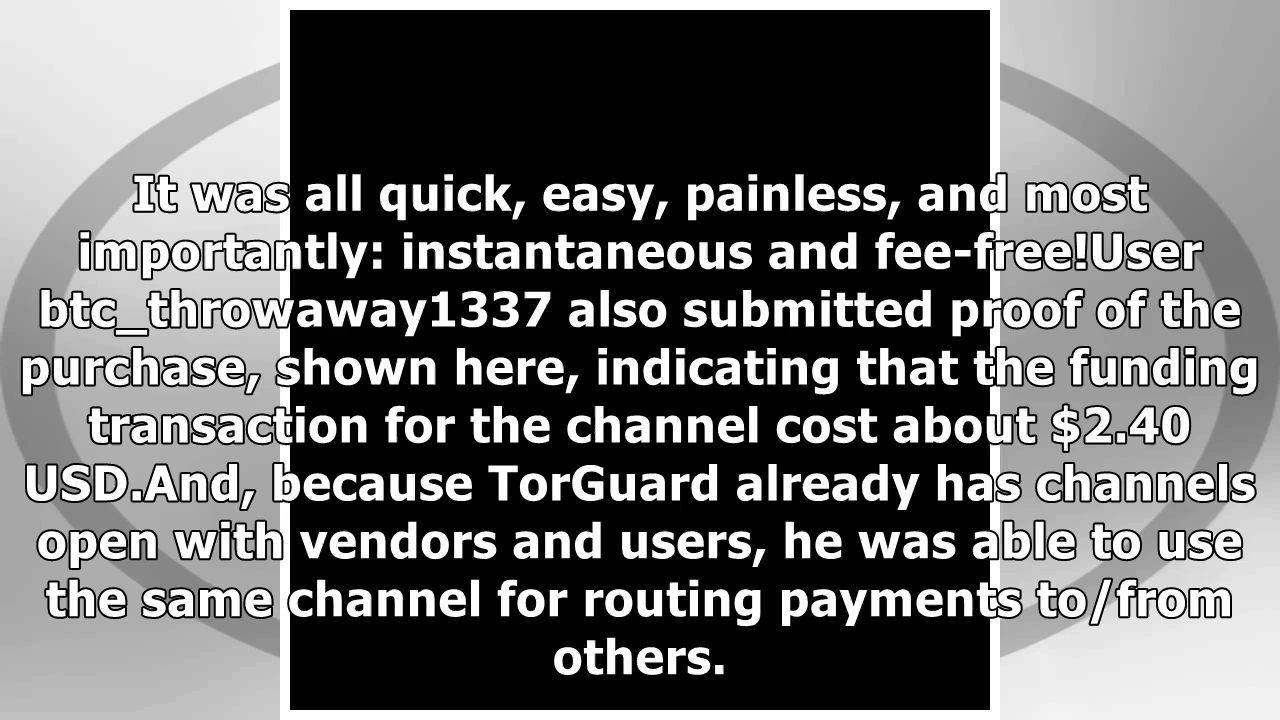 It was all quick, easy, painless, and most
importantly: instantaneous and fee-free!User
btc_throwaway1337 also submitted proof of the
purchase, shown here, indicating that the funding
transaction for the channel cost about $2.40
USD.And, because TorGuard already has channels
open with vendors and users, he was able to use
the same channel for routing payments to/from
others.